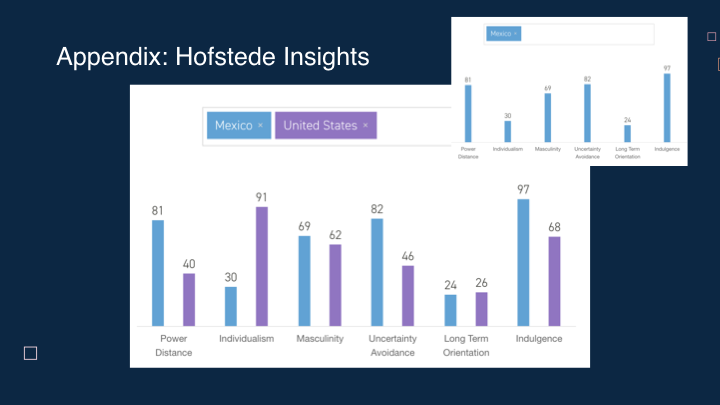 Appendix: Hofstede Insights
Mexico ×
81
30
69
82
24
97
Power
Distance
Individualism
Masculinity
Uncertainty
Avoidance
Long Term
Orientation
Indulgence
Mexico ×
United States ×
81
40
30
91
69
62
82
46
24
26
97
68
Power
Distance
Individualism
Masculinity
Uncertainty
Avoidance
Long Term
Orientation
Indulgence